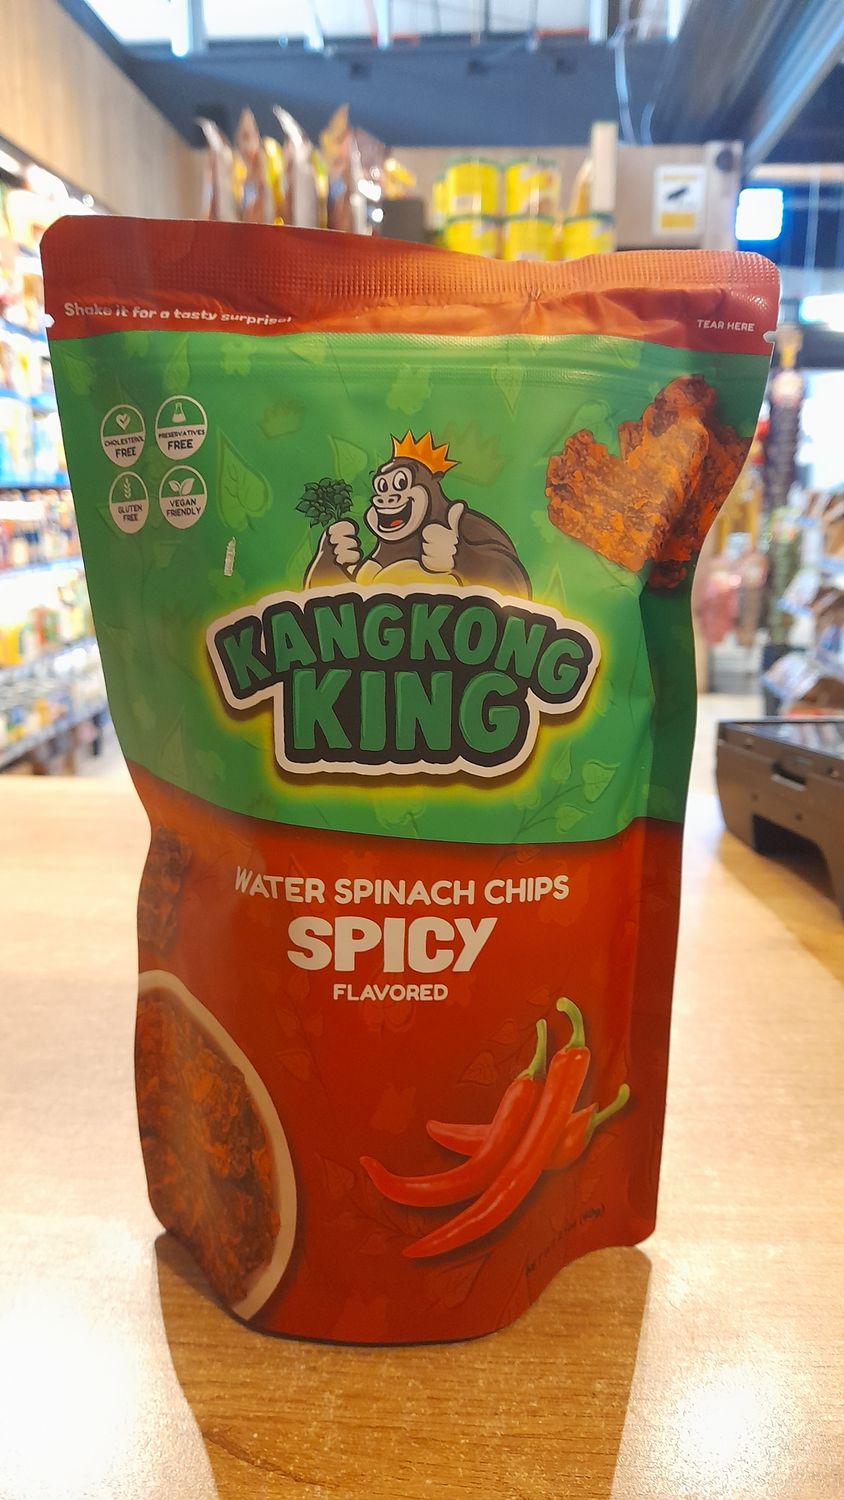 Shake it for a tasty surprise!
TEAR HERE
CHOLESTEROL
FREE
PRESERVATIVES
FREE
GLUTEN
FREE
VEGAN
FRIENDLY
KANGKONG
KING
WATER SPINACH CHIPS
SPICY
FLAVORED